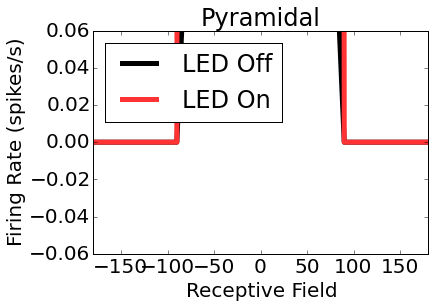 Pyramidal
LED Off
LED On
Firing Rate (spikes/s)
0.06
0.04
0.02
0.00
−0.02
−0.04
−0.06
−150 −100 −50 0 50 100 150
Receptive Field